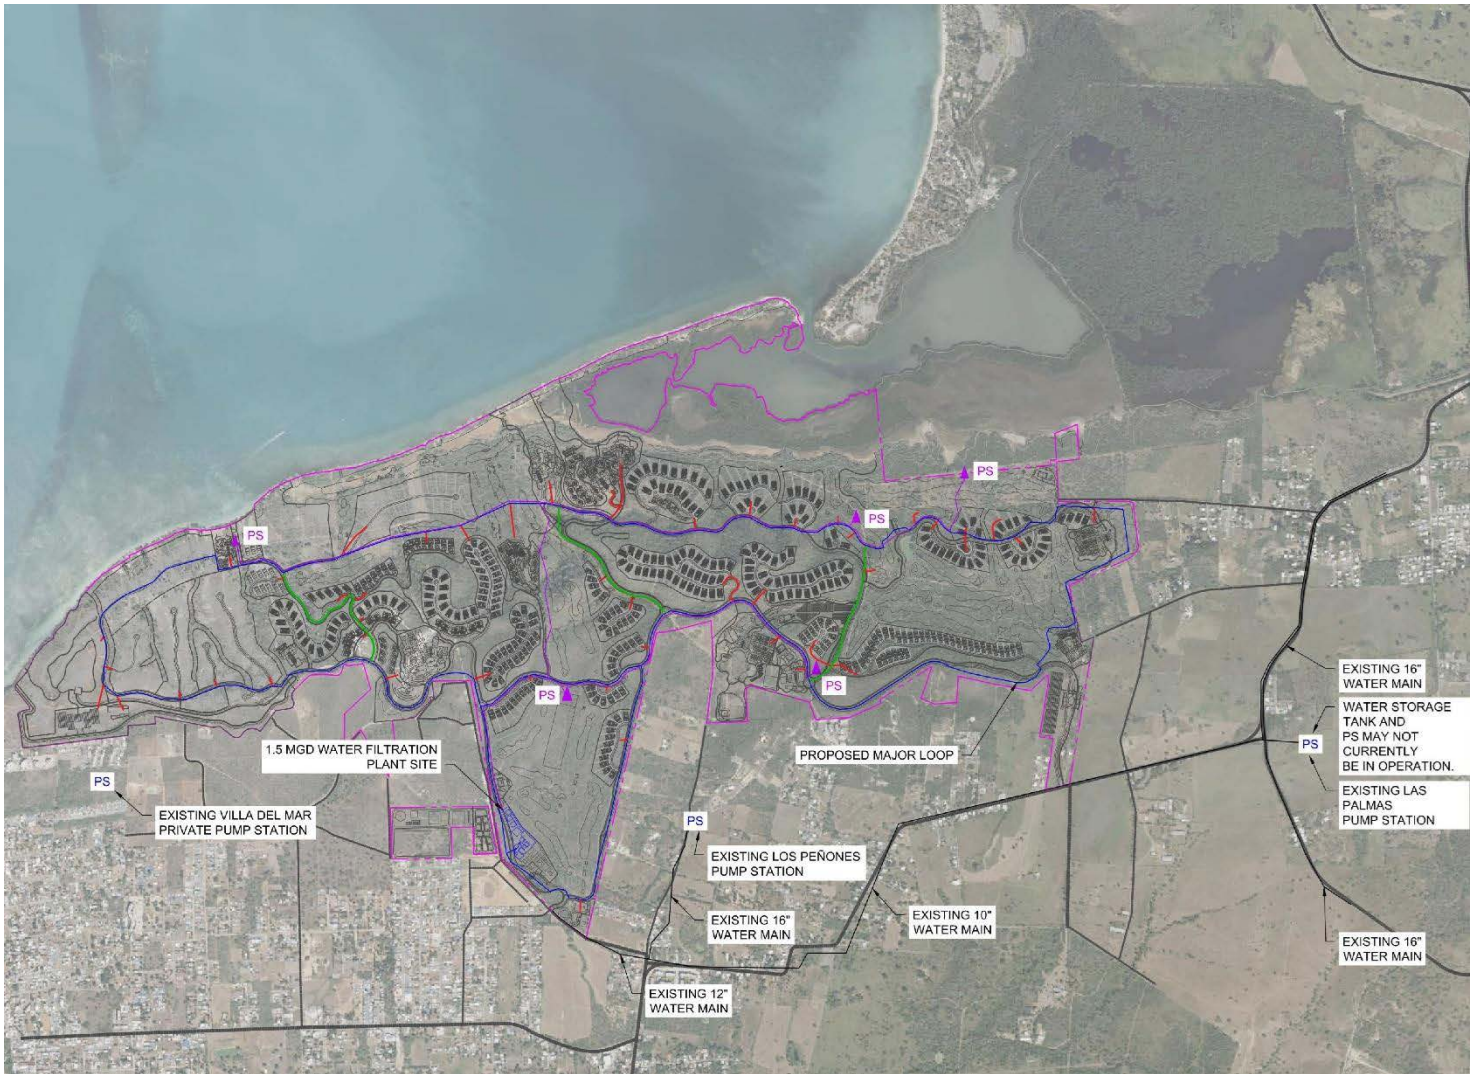 PS
PS
PS
PS
PS
1.5 MGD WATER FILTRATION
PLANT SITE
PROPOSED MAJOR LOOP
EXISTING 16"
WATER MAIN
WATER STORAGE
TANK AND
PS MAY NOT
CURRENTLY
BE IN OPERATION.
PS
EXISTING LAS
PALMAS
PUMP STATION
PS
EXISTING VILLA DEL MAR
PRIVATE PUMP STATION
PS
EXISTING LOS PEÑONES
PUMP STATION
EXISTING 16"
WATER MAIN
EXISTING 10"
WATER MAIN
EXISTING 16"
WATER MAIN
EXISTING 12"
WATER MAIN